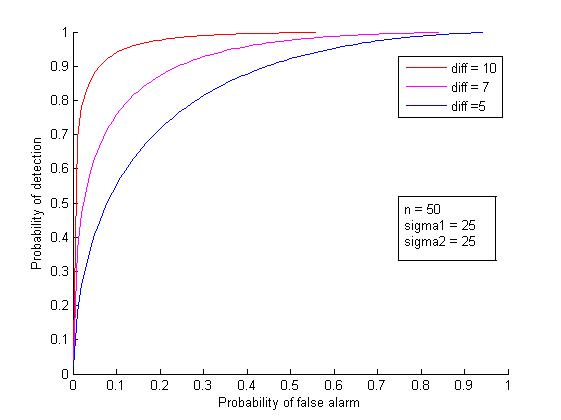 1
0.9
0.8
0.7
0.6
0.5
0.4
0.3
0.2
0.1
0
Probability of detection
diff = 10
diff = 7
diff =5
n = 50
sigma1 = 25
sigma2 = 25
0 0.1 0.2 0.3 0.4 0.5 0.6 0.7 0.8 0.9 1
Probability of false alarm